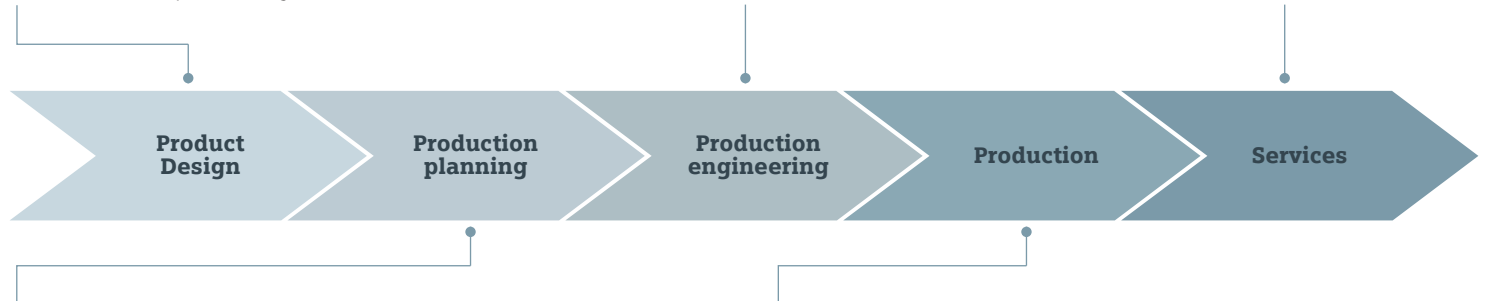 Product
Design
Production
planning
Production
engineering
Production
Services